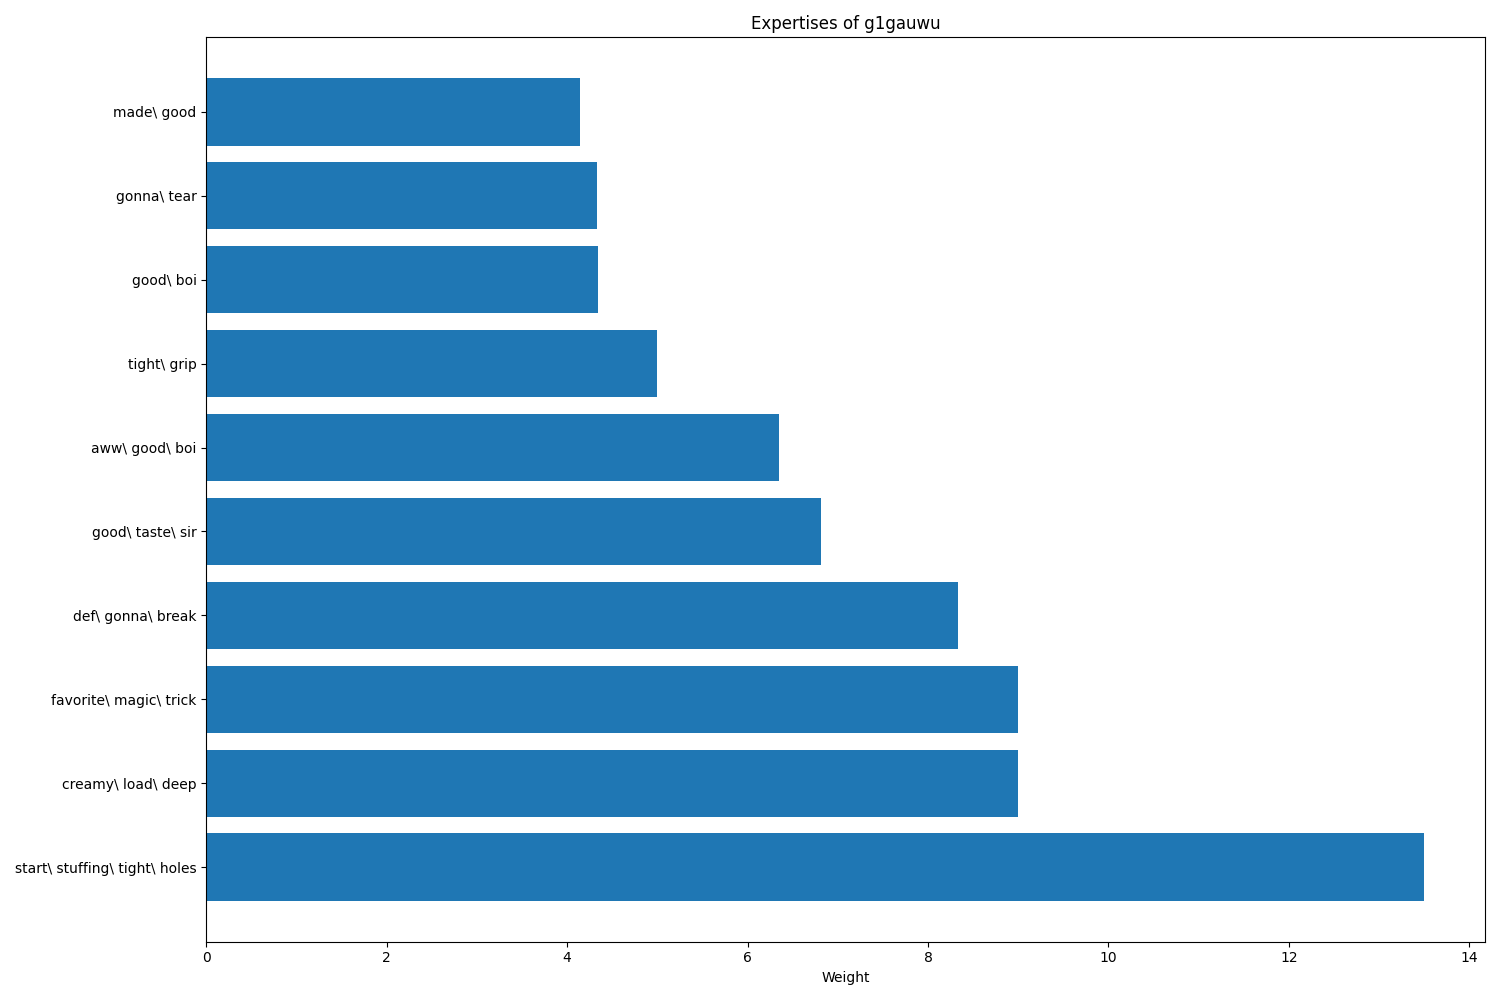 Expertises of g1gauwu
made\ good
gonna\ tear
good\ boi
tight\ grip
aww\ good\ boi
good\ taste\ sir
def\ gonna\ break
favorite\ magic\ trick
creamy\ load\ deep
start\ stuffing\ tight\ holes
0 2 4 6 8 10 12 14
Weight